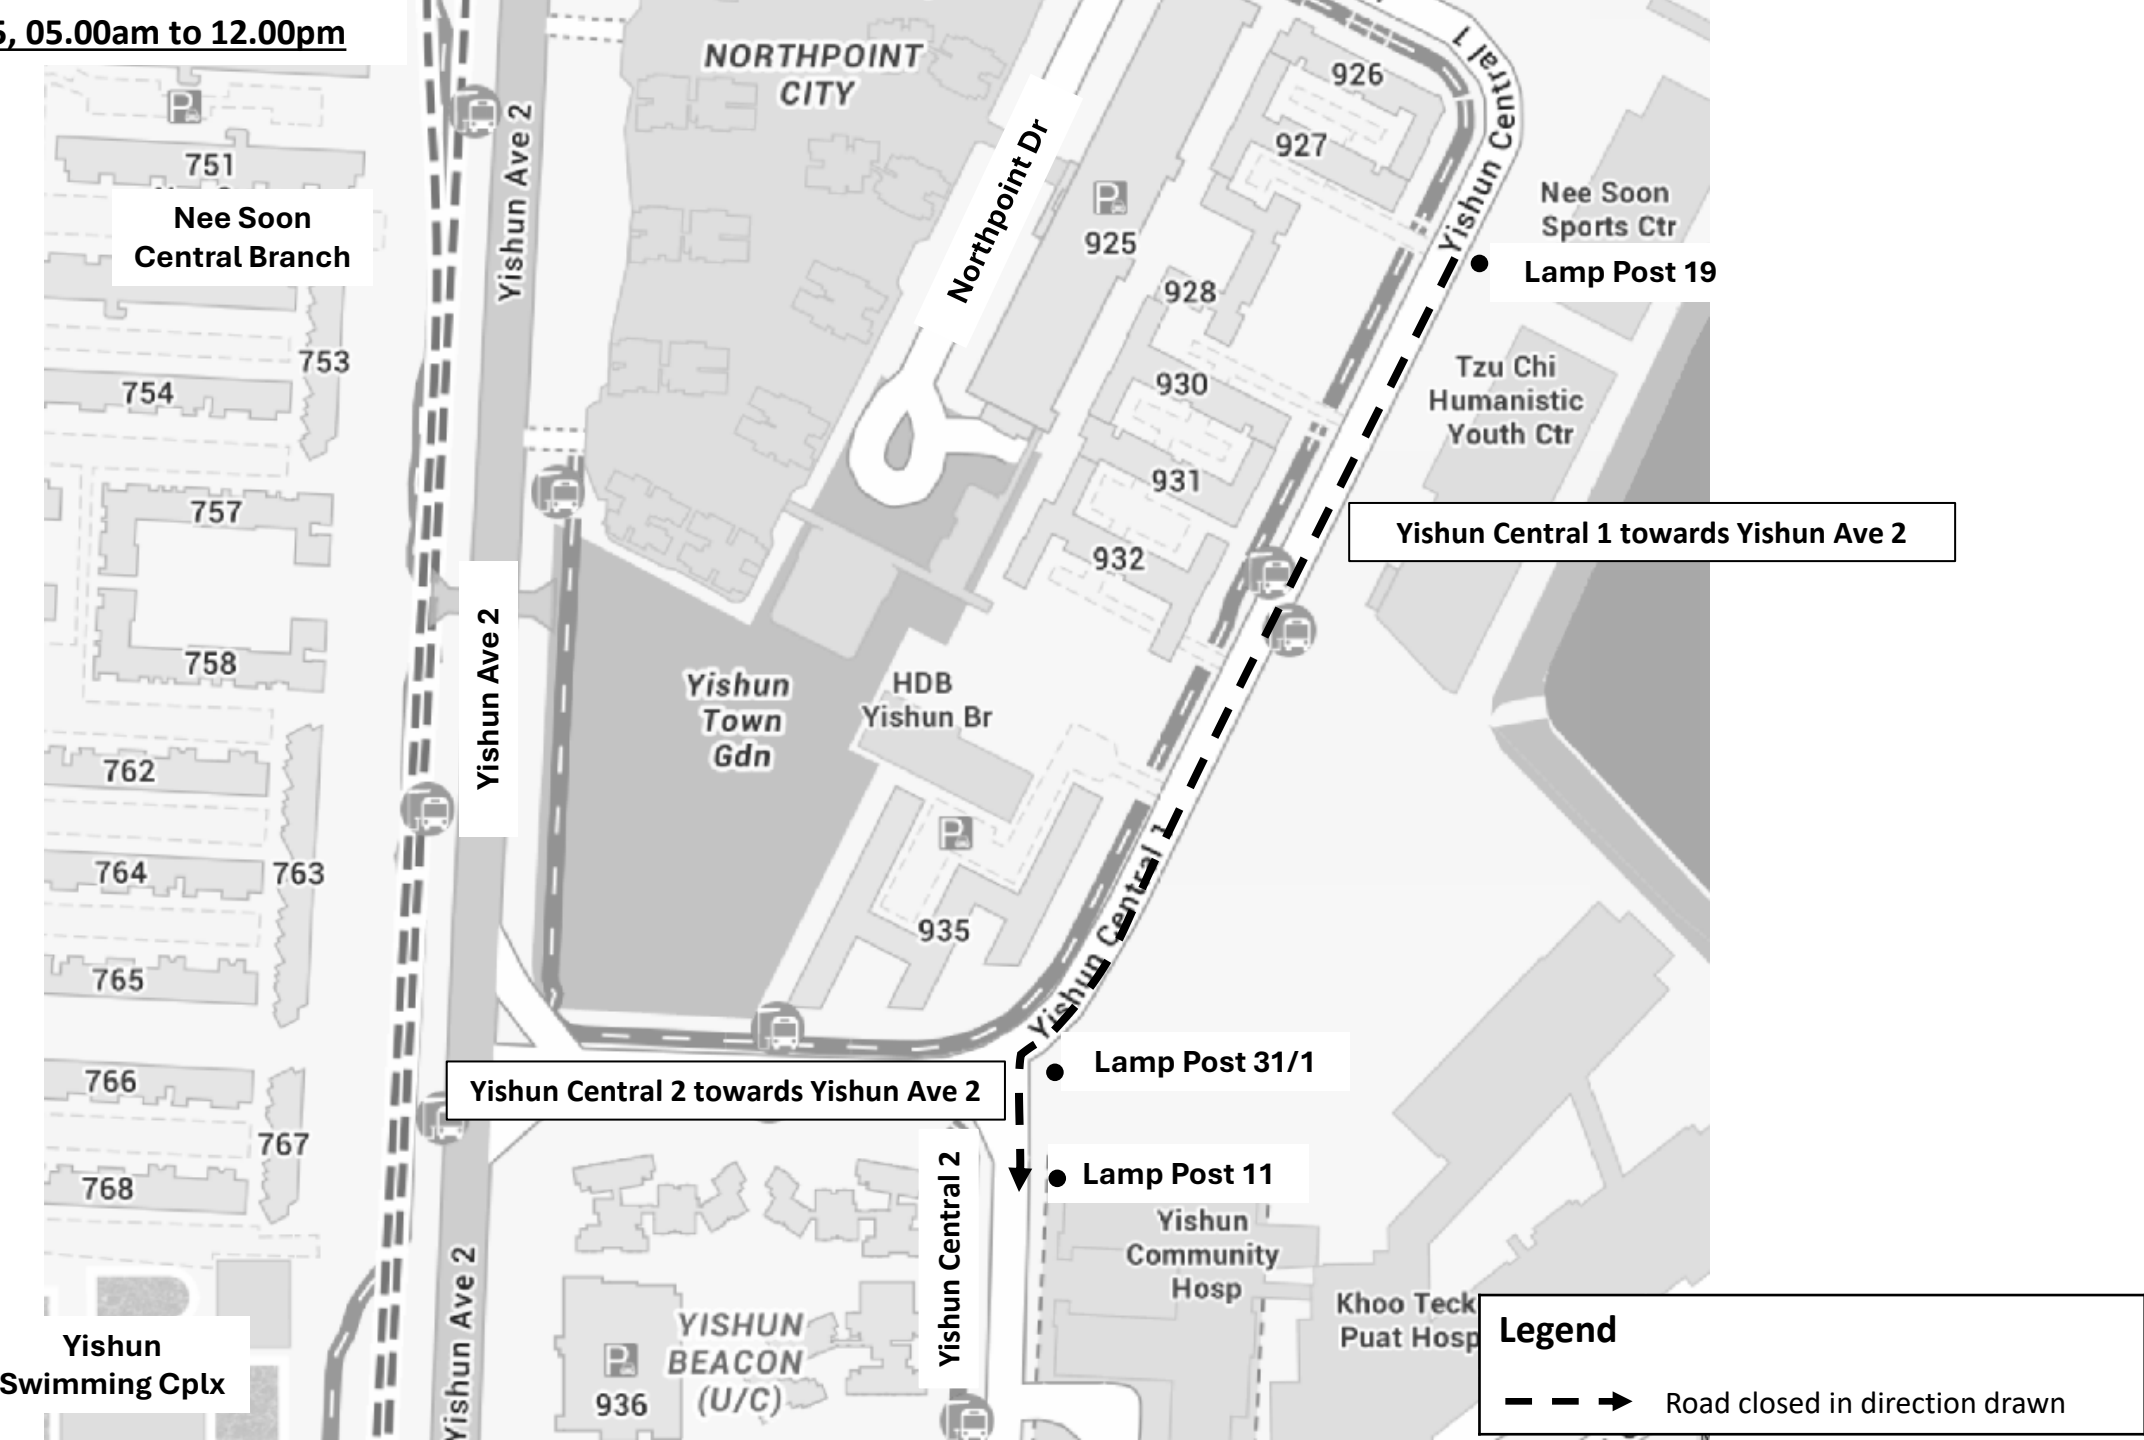 5, 05.00am to 12.00pm
NORTHPOINT
CITY
Yishun Ave 2
Northpoint Dr
926
927
Yishun Central 1
751
Nee Soon
Central Branch
925
Nee Soon
Sports Ctr
Lamp Post 19
928
753
754
930
Tzu Chi
Humanistic
Youth Ctr
931
757
932
Yishun Central 1 towards Yishun Ave 2
Yishun Ave 2
758
Yishun
Town
Gdn
HDB
Yishun Br
762
764
763
935
Yishun Central 1
765
Lamp Post 31/1
766
Yishun Central 2 towards Yishun Ave 2
767
768
Lamp Post 11
Yishun Central 2
Yishun
Community
Hosp
Yishun Ave 2
Yishun
Swimming Cplx
YISHUN
BEACON
(U/C)
936
Khoo Teck
Puat Hosp
Legend
Road closed in direction drawn